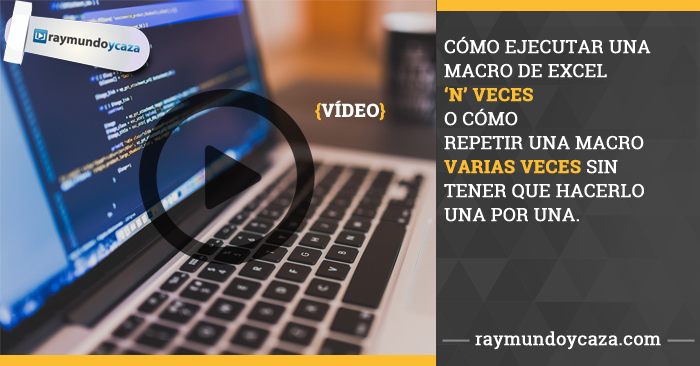 raymundoycaza
{VÍDEO}
CÓMO EJECUTAR UNA
MACRO DE EXCEL
‘N’ VECES
O CÓMO
REPETIR UNA MACRO
VARIAS VECES SIN
TENER QUE HACERLO
UNA POR UNA.
raymundoycaza.com